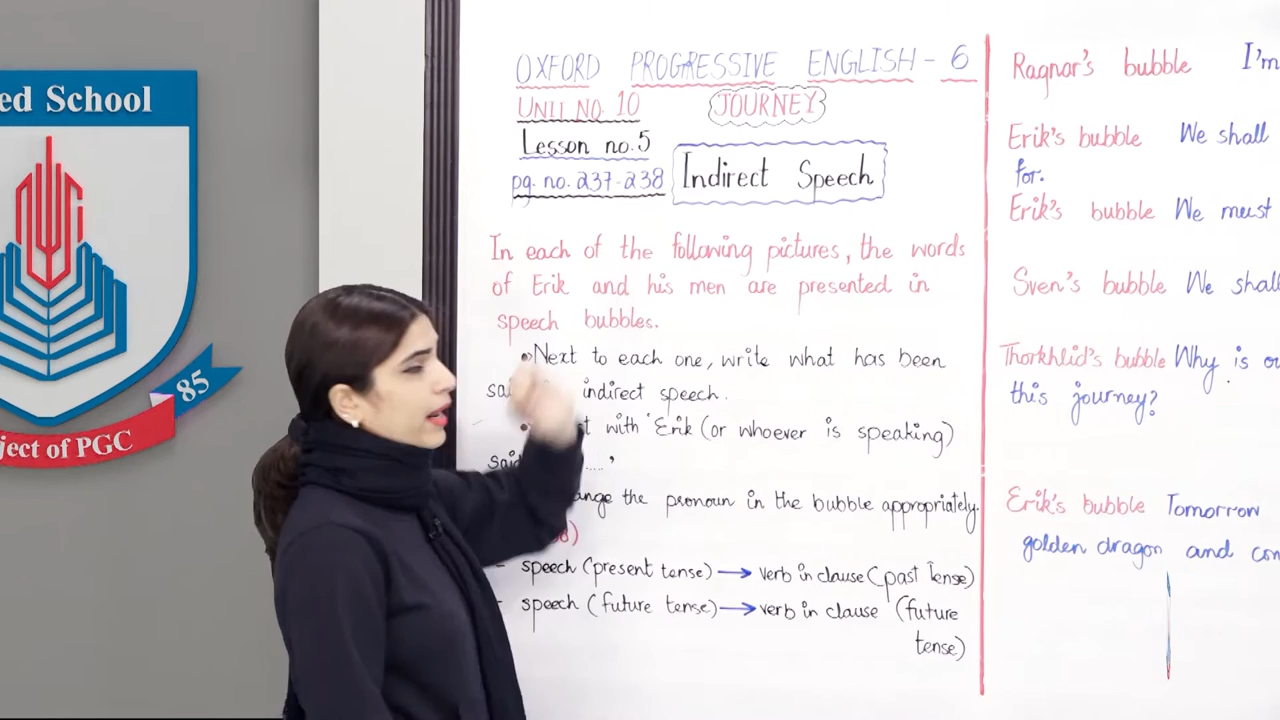 ed School
85
ject of PGC
OXFORD PROGRESSIVE ENGLISH - 6
UNIT NO. 10 JOURNEY
Lesson no. 5
pg. no. 237-238 Indirect Speech
In each of the following pictures, the words
of Erik and his men are presented in
speech bubbles.
• Next to each one, write what has been
indirect speech.
with 'Erik (or whoever is speaking)
said .....'
the pronoun in the bubble appropriately.
- speech (present tense) → verb in clause (past tense)
- speech (future tense) → verb in clause (future
tense)
Ragnar's bubble I'm
Erik's bubble We shall
for.
Erik's bubble We must
Sven's bubble We shall
Thorkhlid's bubble Why is
this journey?
Erik's bubble Tomorrow
golden dragon and